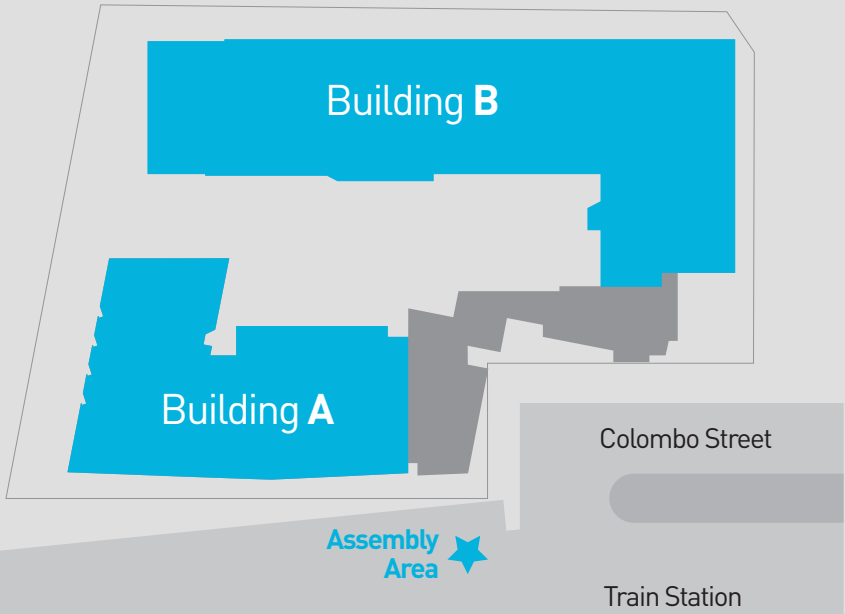 Building B
Building A
Colombo Street
Assembly
Area
Train Station